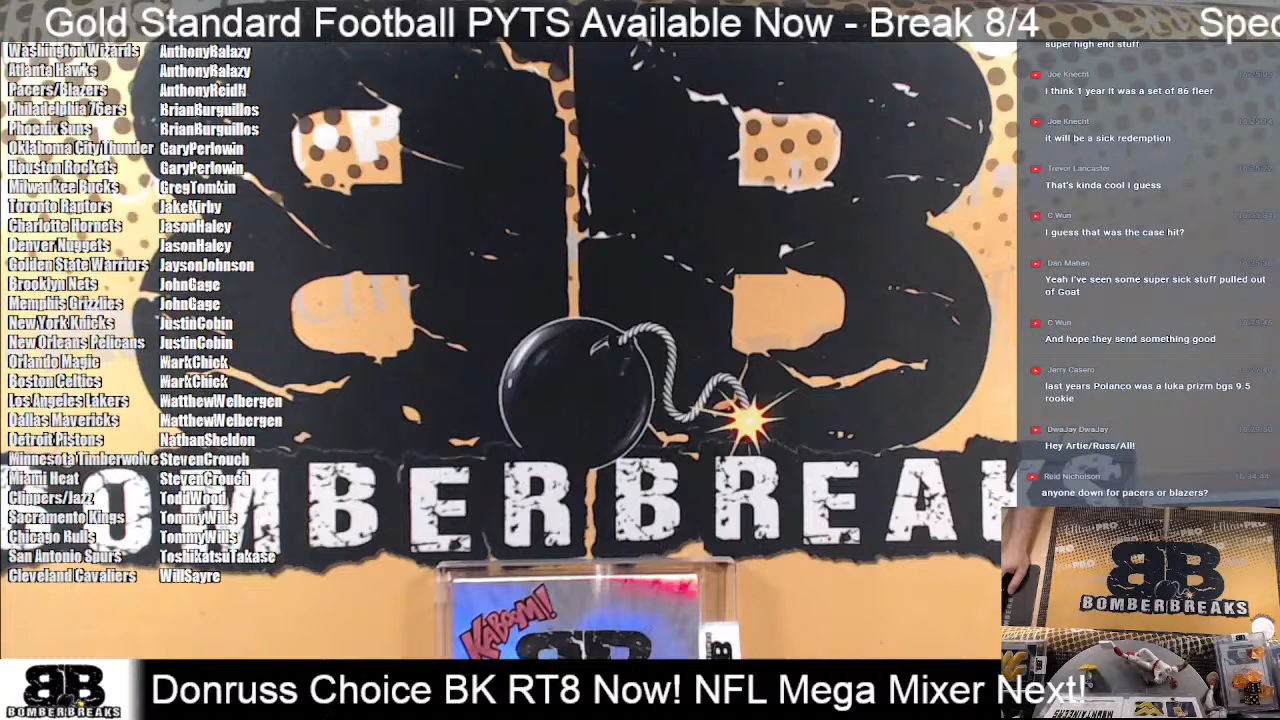 Gold Standard Football PYTS Available Now - Break 8/4 Spec
Washington Wizards AnthonyBalazy
Atlanta Hawks AnthonyBalazy
Pacers/Blazers AnthonyReidN
Philadelphia 76ers BrianBurguillos
Phoenix Suns BrianBurguillos
Oklahoma City Thunder GaryPerlowin
Houston Rockets GaryPerlowin
Milwaukee Bucks GregTomkin
Toronto Raptors JakeKirby
Charlotte Hornets JasonHaley
Denver Nuggets JasonHaley
Golden State Warriors JaysonJohnson
Brooklyn Nets JohnGage
Memphis Grizzlies JohnGage
New York Knicks JustinCobin
New Orleans Pelicans JustinCobin
Orlando Magic WarkChick
Boston Celtics WarkChick
Los Angeles Lakers MatthewWelbergen
Dallas Mavericks MatthewWelbergen
Detroit Pistons NathanSheldon
Minnesota Timberwolve StevenCrouch
Miami Heat StevenCrouch
Clippers/Jazz ToddWood
Sacramento Kings TommyWills
Chicago Bulls TommyWills
San Antonio Spurs ToshikatsuTakase
Cleveland Cavaliers WillSayre
BB
BOMBERBREAK
KABOOM!
super high end stuff
Joe Knecht
i think 1 year it was a set of 86 fleer
Joe Knecht
it will be a sick redemption
Trevor Lancaster
That's kinda cool I guess
C Wun
I guess that was the case hit?
Dan Mahan
Yeah I've seen some super sick stuff pulled out
of Goat
C Wun
And hope they send something good
Jerry Casero
last years Polanco was a luka prizm bgs 9.5
rookie
DwaJay DwaJay
Hey Artie/Russ/All!
Reid Nicholson
anyone down for pacers or blazers?
BB
BOMBERBREAKS
BB
BOMBERBREAKS
Donruss Choice BK RT8 Now! NFL Mega Mixer Next!